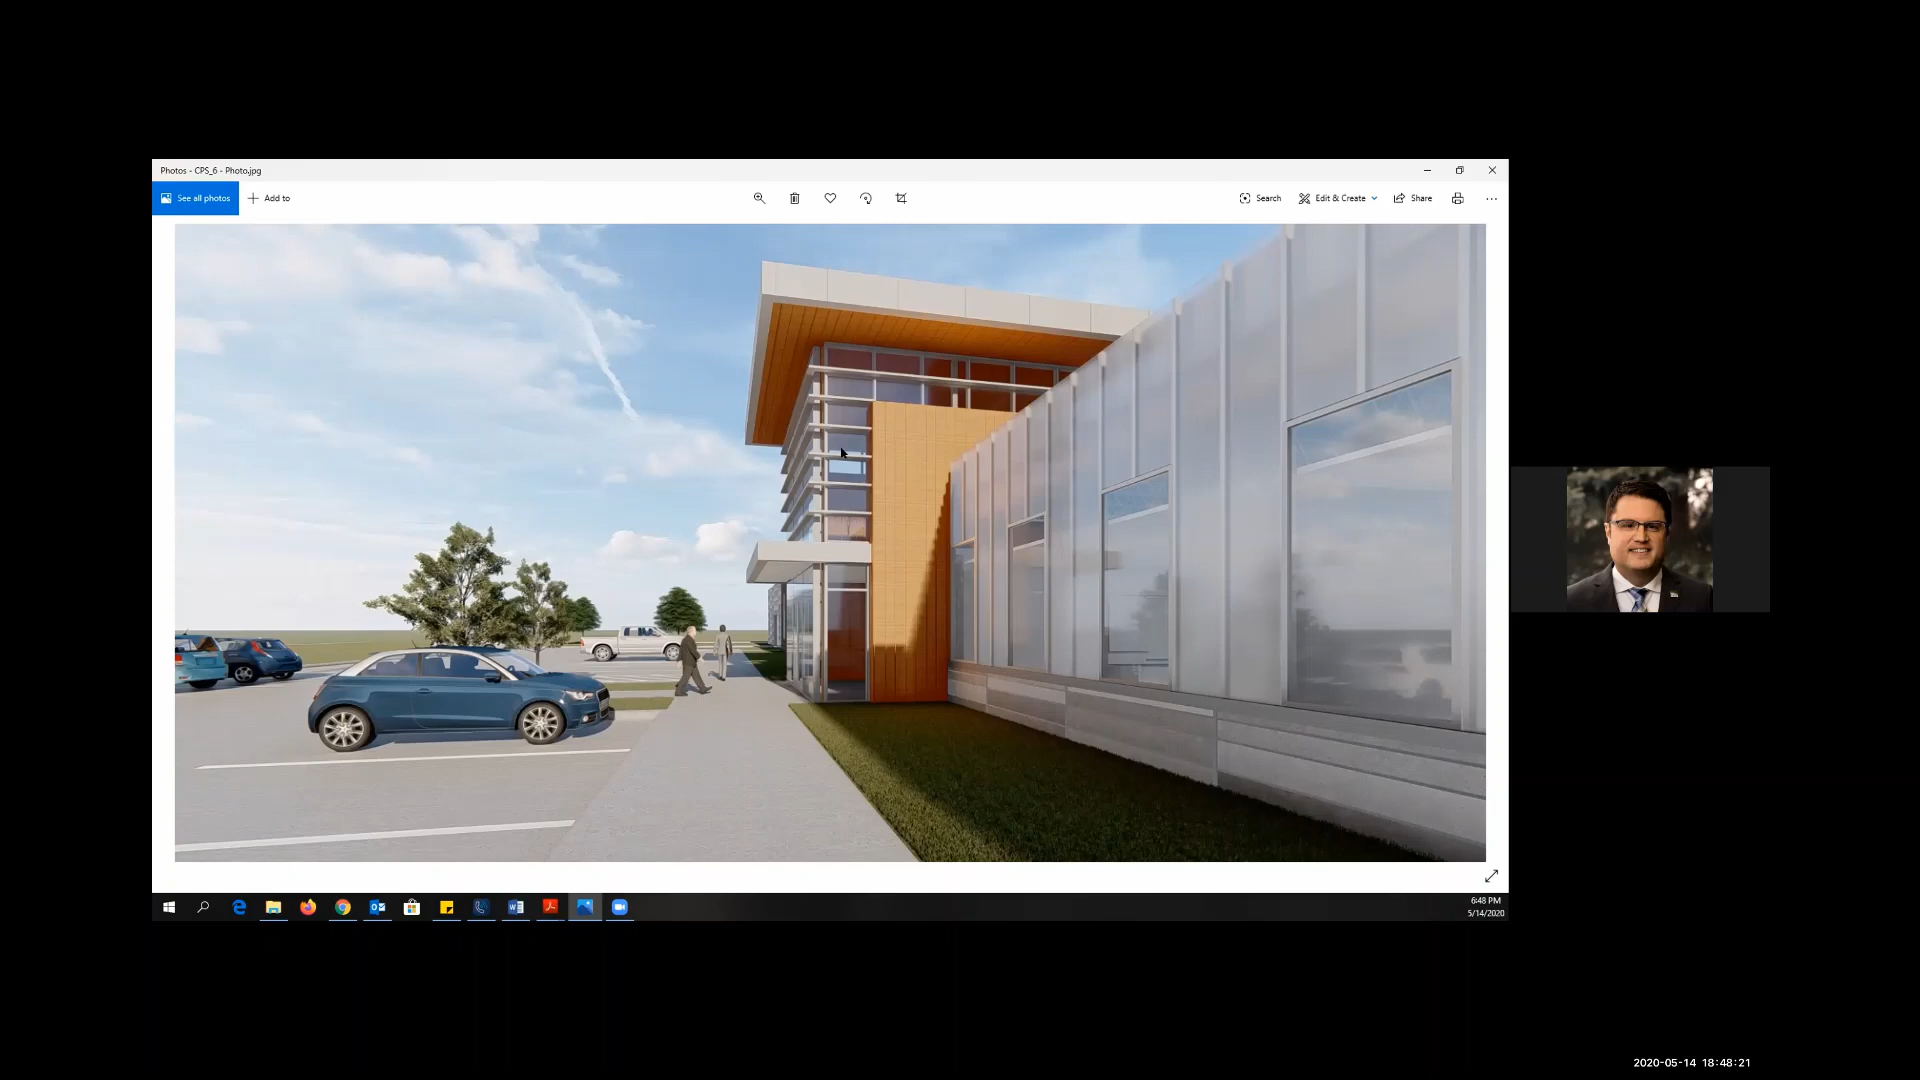 Photos - CPS_6 - Photo.jpg
See all photos
Add to
Search
Edit & Create
Share
6:48 PM
5/14/2020
2020-05-14 18:48:21